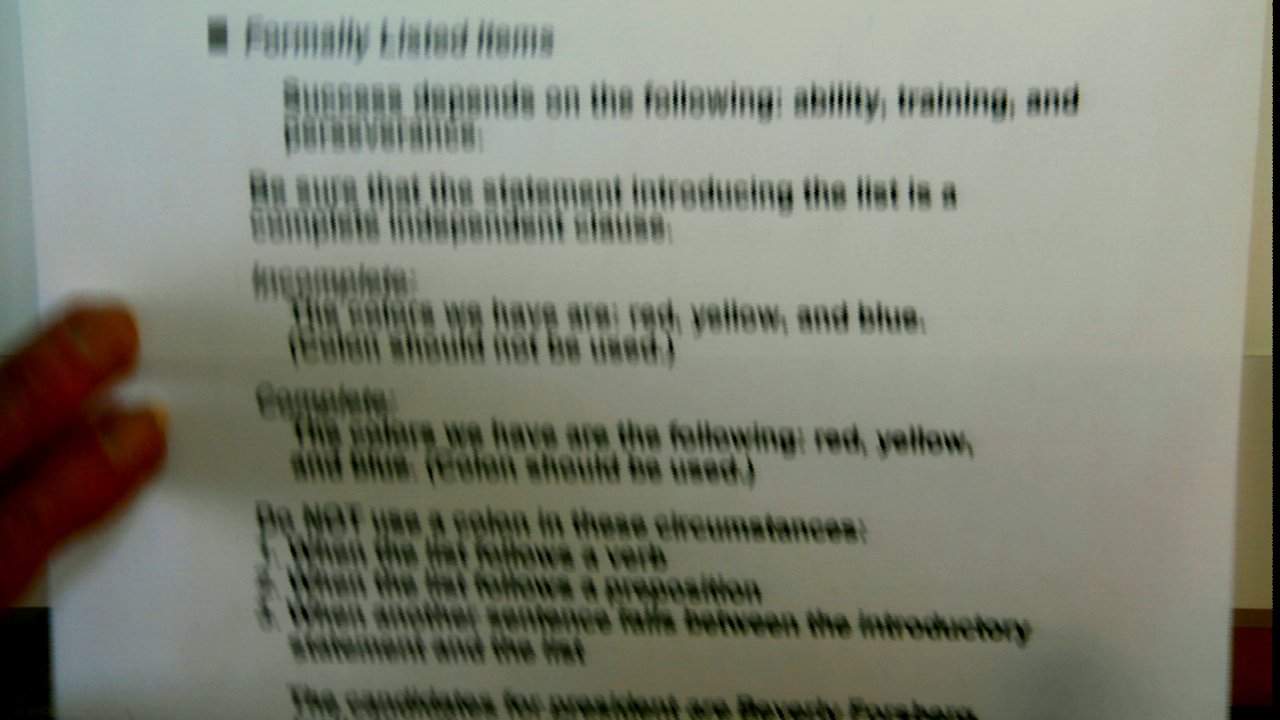 ■ Formally Listed Items
Success depends on the following: ability, training, and
perseverance.
Be sure that the statement introducing the list is a
complete independent clause.
Incomplete:
The colors we have are: red, yellow, and blue.
(Colon should not be used.)
Complete:
The colors we have are the following: red, yellow,
and blue. (Colon should be used.)
Do NOT use a colon in these circumstances:
1. When the list follows a verb
2. When the list follows a preposition
3. When another sentence falls between the introductory
statement and the list
The candidates for president are Beverly